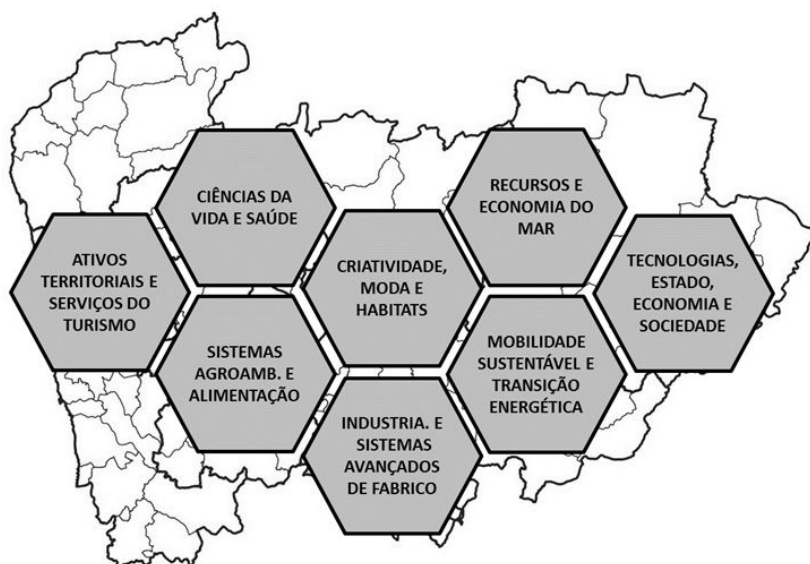 CIÊNCIAS DA
VIDA E SAÚDE
RECURSOS E
ECONOMIA DO
MAR
ATIVOS
TERRITORIAIS E
SERVIÇOS DO
TURISMO
CRIATIVIDADE,
MODA E
HABITATS
TECNOLOGIAS,
ESTADO,
ECONOMIA E
SOCIEDADE
SISTEMAS
AGROAMB. E
ALIMENTAÇÃO
MOBILIDADE
SUSTENTÁVEL E
TRANSIÇÃO
ENERGÉTICA
INDUSTRIA. E
SISTEMAS
AVANÇADOS
DE FABRICO